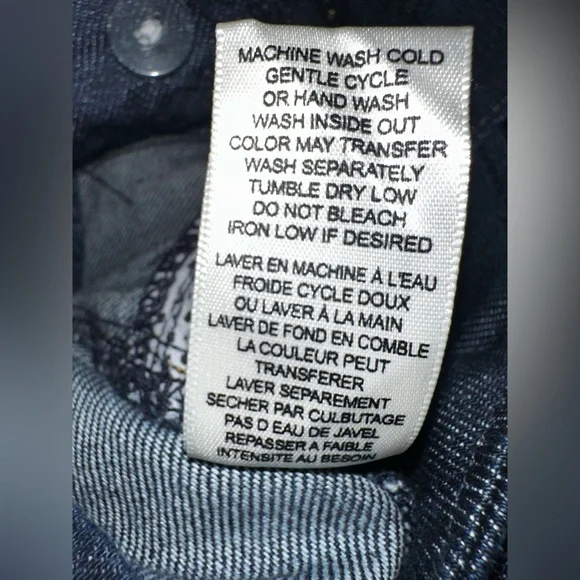 MACHINE WASH COLD
GENTLE CYCLE
OR HAND WASH
WASH INSIDE OUT
COLOR MAY TRANSFER
WASH SEPARATELY
TUMBLE DRY LOW
DO NOT BLEACH
IRON LOW IF DESIRED
LAVER EN MACHINE À L'EAU
FROIDE CYCLE DOUX
OU LAVER À LA MAIN
LAVER DE FOND EN COMBLE
LA COULEUR PEUT
TRANSFERER
LAVER SEPAREMENT
SECHER PAR CULBUTAGE
PAS D EAU DE JAVEL
REPASSER A FAIBLE
INTENSITE AU BESOIN